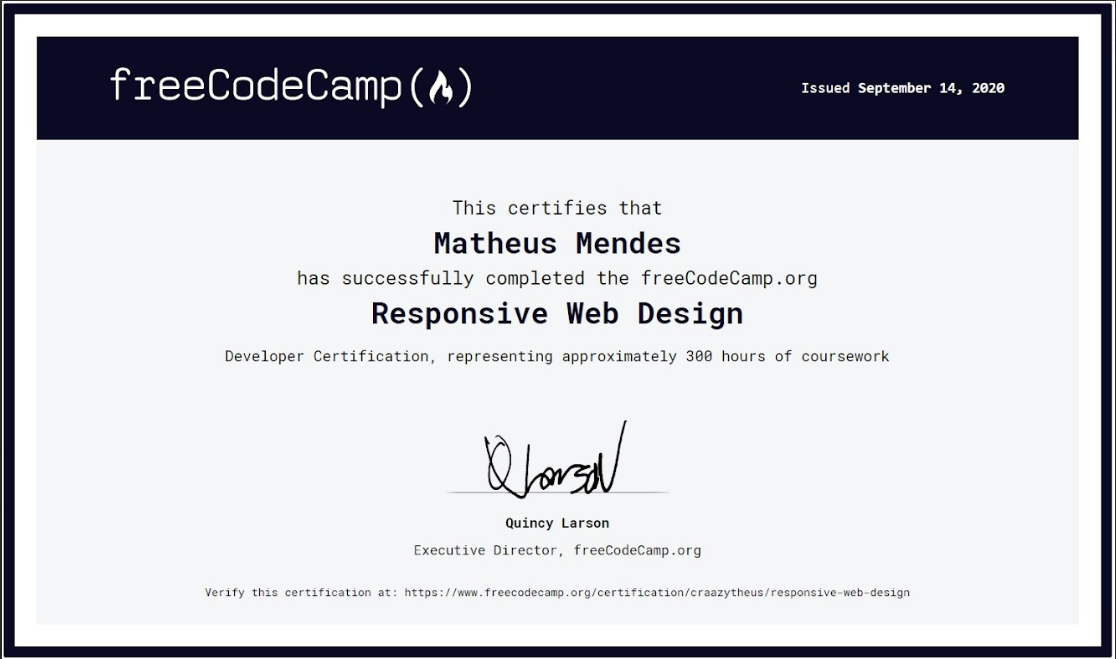 freeCodeCamp
Issued September 14, 2020
This certifies that
Matheus Mendes
has successfully completed the freeCodeCamp.org
Responsive Web Design
Developer Certification, representing approximately 300 hours of coursework
Q Larson
Quincy Larson
Executive Director, freeCodeCamp.org
Verify this certification at: https://www.freecodecamp.org/certification/craazytheus/responsive-web-design